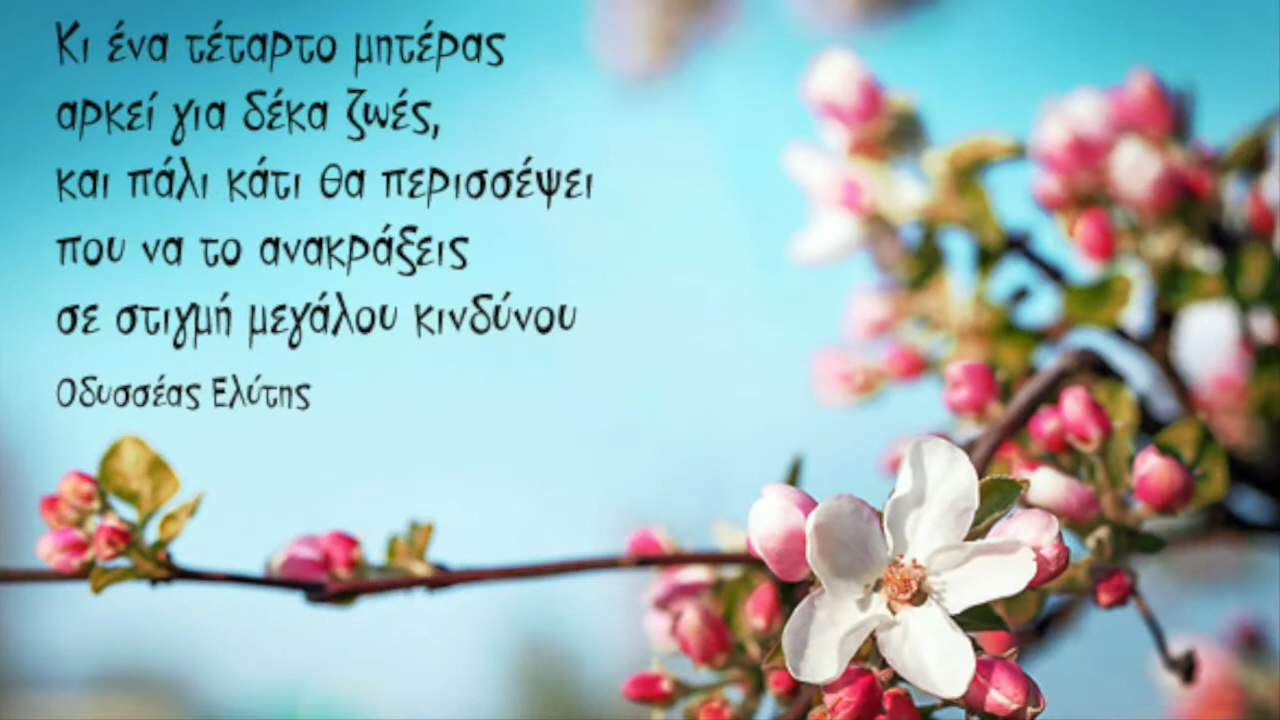 Κι ένα τέταρτο μητέρας
αρκεί για δέκα ζωές,
και πάλι κάτι θα περισσέψει
που να το ανακράξεις
σε στιγμή μεγάλου κινδύνου
Οδυσσέας Ελύτης